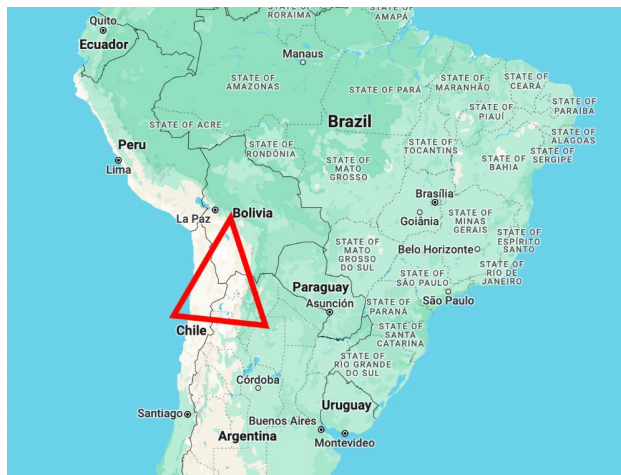 STATE OF
RORAIMA
STATE OF
AMAPÁ
Quito
Ecuador
Manaus
STATE OF
AMAZONAS
STATE OF PARÁ
STATE OF
MARANHÃO
STATE OF
CEARÁ
STATE OF
PARAÍBA
STATE OF
PIAUÍ
STATE OF
ALAGOAS
STATE OF
SERGIPE
STATE OF ACRE
Brazil
Peru
Lima
STATE OF
RONDÔNIA
STATE OF
TOCANTINS
STATE OF
MATO
GROSSO
STATE OF
BAHIA
Brasília
Goiânia
La Paz
Bolivia
STATE OF
MINAS
GERAIS
STATE OF
ESPÍRITO
SANTO
STATE OF
MATO
GROSSO
DO SUL
Belo Horizonte
STATE OF
RIO DE
JANEIRO
STATE OF
SÃO PAULO
São Paulo
Paraguay
Asunción
STATE OF
PARANÁ
STATE OF
SANTA
CATARINA
Chile
STATE OF
RIO GRANDE
DO SUL
Córdoba
Uruguay
Santiago
Buenos Aires
Argentina
Montevideo